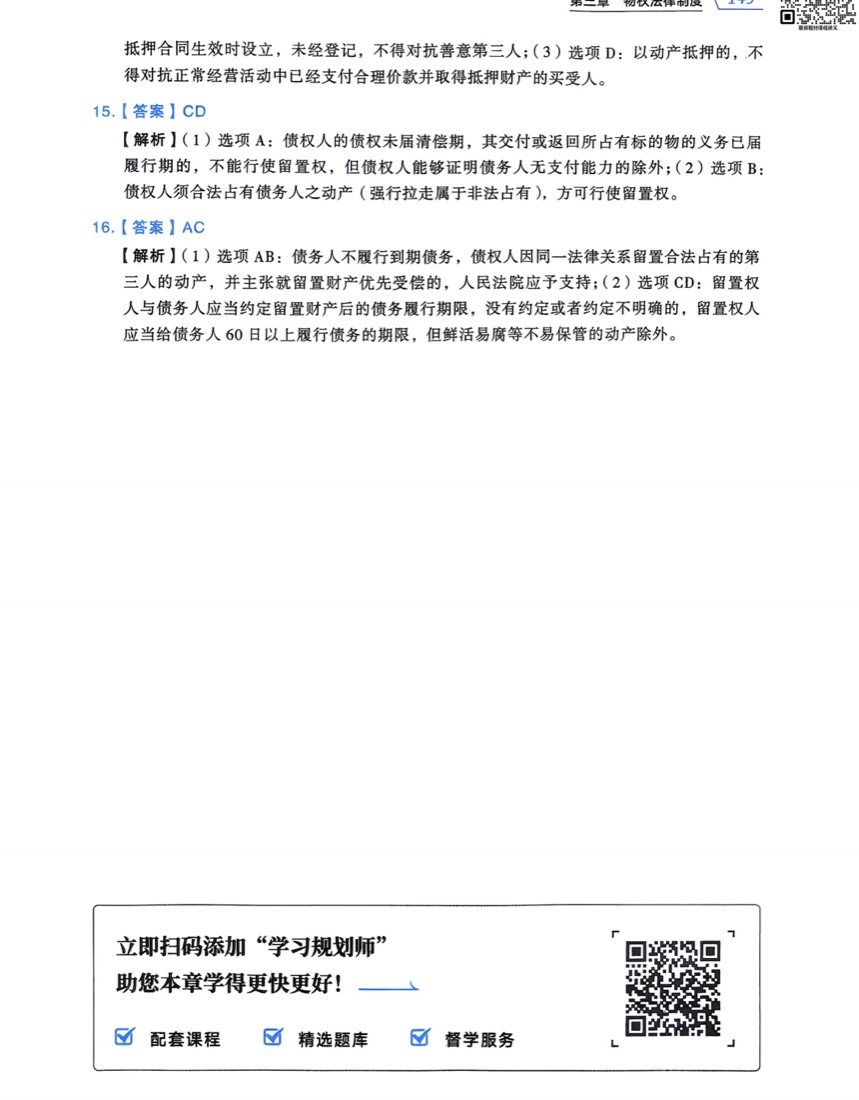 第三章 物权法律制度 145
抵押合同生效时设立，未经登记，不得对抗善意第三人；（3）选项 D：以动产抵押的，不
得对抗正常经营活动中已经支付合理价款并取得抵押财产的买受人。
15.【答案】CD
【解析】（1）选项 A：债权人的债权未届清偿期，其交付或返回所占有标的物的义务已届
履行期的，不能行使留置权，但债权人能够证明债务人无支付能力的除外；（2）选项 B：
债权人须合法占有债务人之动产（强行拉走属于非法占有），方可行使留置权。
16.【答案】AC
【解析】（1）选项 AB：债务人不履行到期债务，债权人因同一法律关系留置合法占有的第
三人的动产，并主张就留置财产优先受偿的，人民法院应予支持；（2）选项 CD：留置权
人与债务人应当约定留置财产后的债务履行期限，没有约定或者约定不明确的，留置权人
应当给债务人 60 日以上履行债务的期限，但鲜活易腐等不易保管的动产除外。
立即扫码添加“学习规划师”
助您本章学得更快更好！
配套课程 精选题库 督学服务